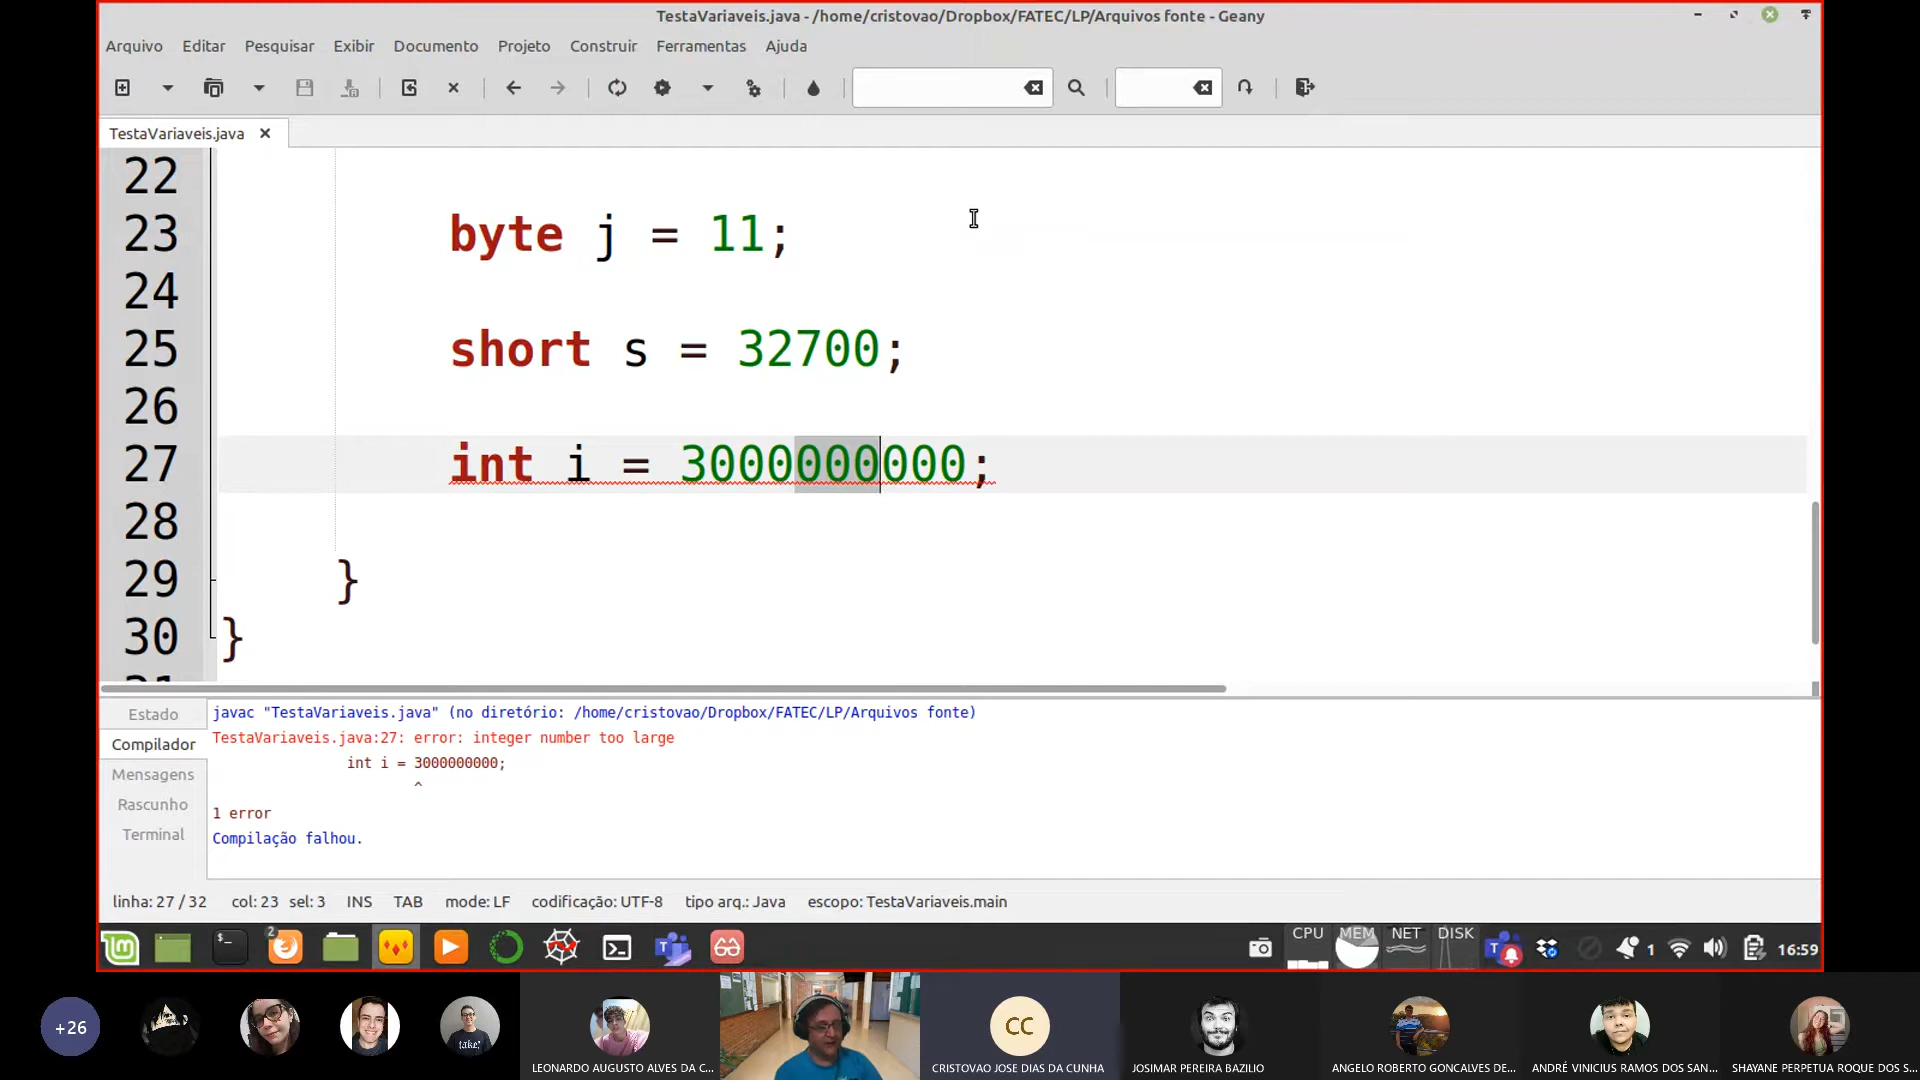 TestaVariaveis.java - /home/cristovao/Dropbox/FATEC/LP/Arquivos fonte - Geany
Arquivo Editar Pesquisar Exibir Documento Projeto Construir Ferramentas Ajuda
TestaVariaveis.java
22
23 byte j = 11;
24
25 short s = 32700;
26
27 int i = 3000000000;
28
29 }
30 }
Estado
Compilador
Mensagens
Rascunho
Terminal
javac "TestaVariaveis.java" (no diretório: /home/cristovao/Dropbox/FATEC/LP/Arquivos fonte)
TestaVariaveis.java:27: error: integer number too large
int i = 3000000000;
^
1 error
Compilação falhou.
linha: 27 / 32 col: 23 sel: 3 INS TAB mode: LF codificação: UTF-8 tipo arq.: Java escopo: TestaVariaveis.main
2 CPU MEM NET DISK 1 16:59
+26
take!
CC
LEONARDO AUGUSTO ALVES DA C...
CRISTOVAO JOSE DIAS DA CUNHA
JOSIMAR PEREIRA BAZILIO
ANGELO ROBERTO GONCALVES DE...
ANDRÉ VINICIUS RAMOS DOS SAN...
SHAYANE PERPETUA ROQUE DOS S...